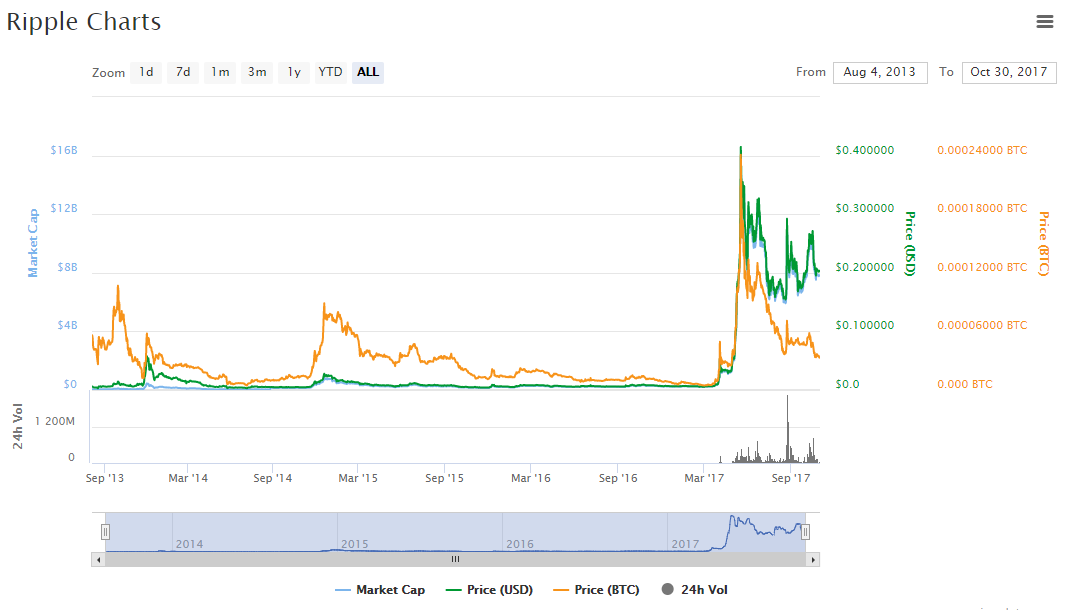 Ripple Charts
Zoom 1d 7d 1m 3m 1y YTD ALL From Aug 4, 2013 To Oct 30, 2017
$16B $0.400000 0.00024000 BTC
$12B $0.300000 0.00018000 BTC
Market Cap Price (USD) Price (BTC)
$8B $0.200000 0.00012000 BTC
$4B $0.100000 0.00006000 BTC
$0 $0.0 0.000 BTC
24h Vol
1 200M
0
Sep '13 Mar '14 Sep '14 Mar '15 Sep '15 Mar '16 Sep '16 Mar '17 Sep '17
2014 2015 2016 2017
Market Cap Price (USD) Price (BTC) 24h Vol